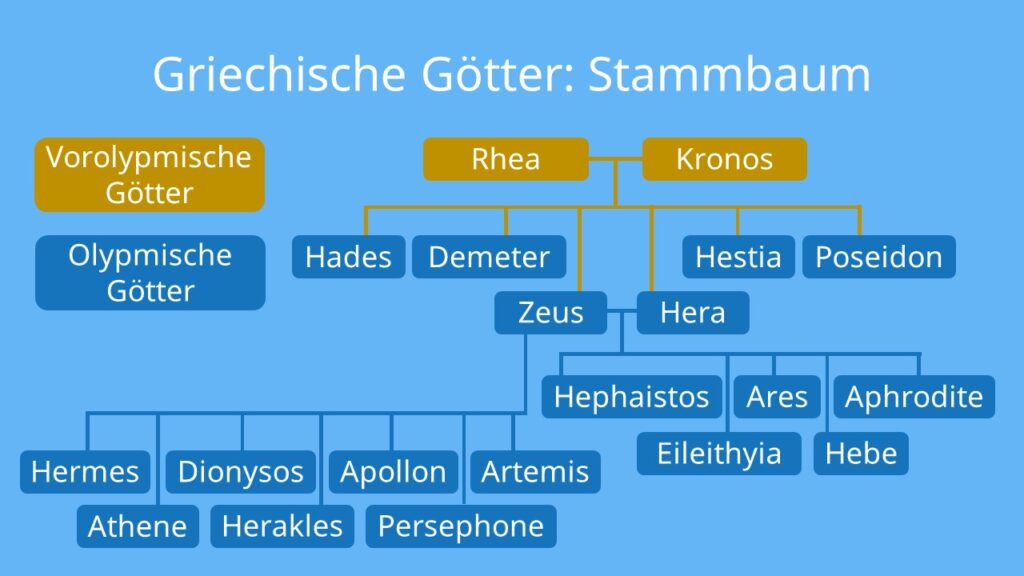 Griechische Götter: Stammbaum
Vorolypmische
Götter
Olypmische
Götter
Rhea
Kronos
Hades
Demeter
Hestia
Poseidon
Zeus
Hera
Hephaistos
Ares
Aphrodite
Eileithyia
Hebe
Hermes
Dionysos
Apollon
Artemis
Athene
Herakles
Persephone